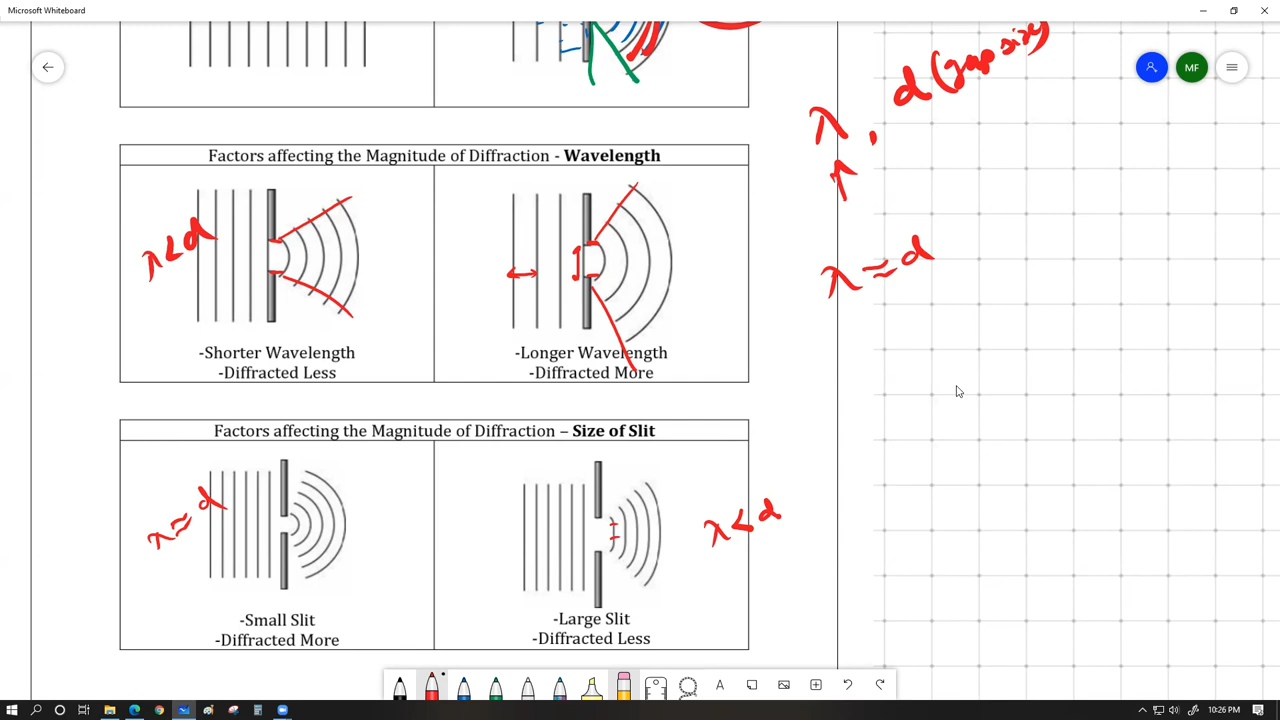 Microsoft Whiteboard
MF
λ, d (gap size)
↑
λ ≈ d
Factors affecting the Magnitude of Diffraction - Wavelength
λ < d
-Shorter Wavelength
-Diffracted Less
-Longer Wavelength
-Diffracted More
Factors affecting the Magnitude of Diffraction – Size of Slit
λ ≈ d
λ < d
-Small Slit
-Diffracted More
-Large Slit
-Diffracted Less
A
10:26 PM